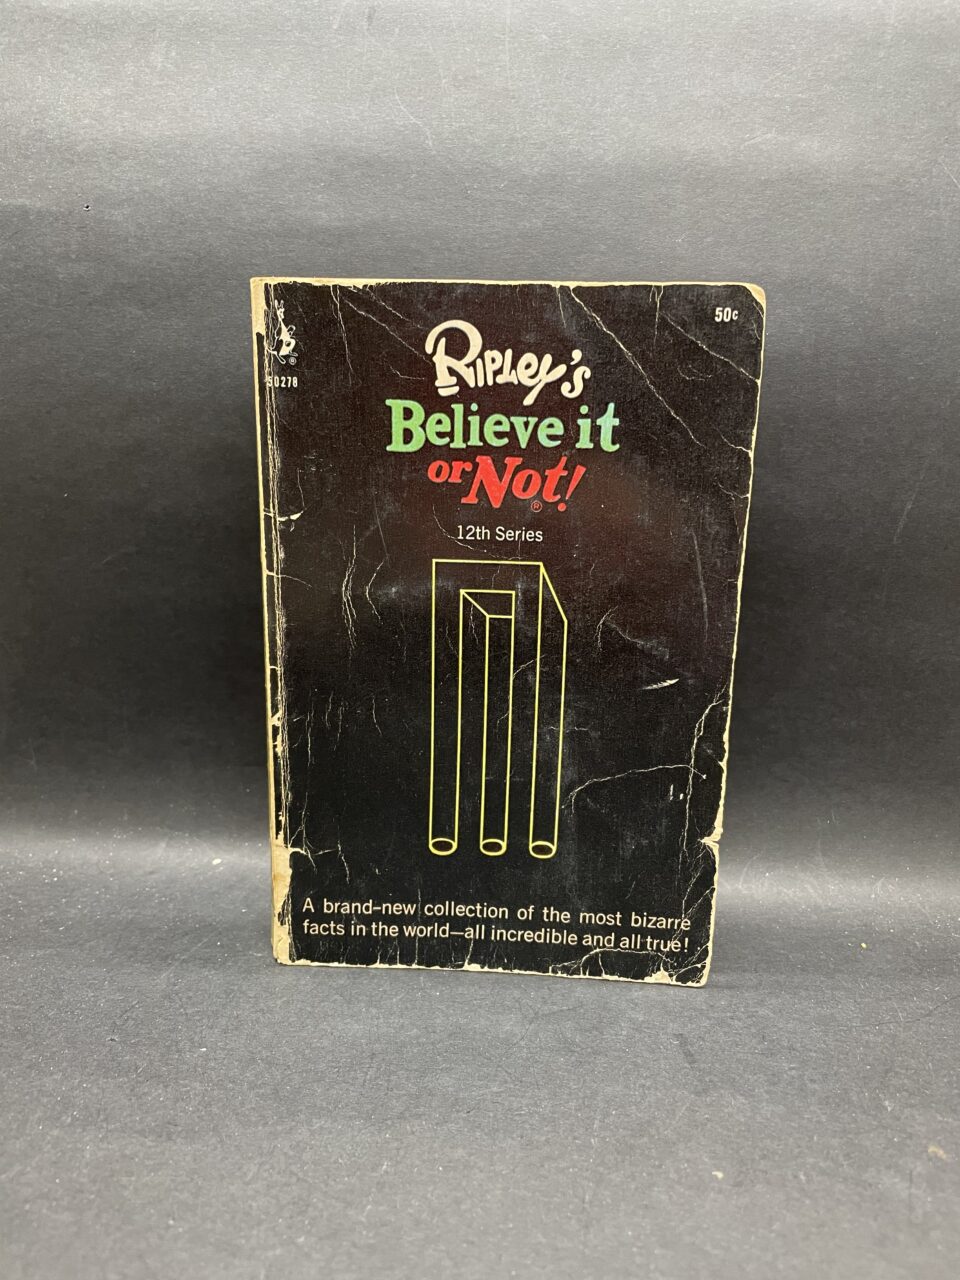 50¢
50278
Ripley's
Believe it
or Not!
®
12th Series
A brand-new collection of the most bizarre
facts in the world—all incredible and all true!